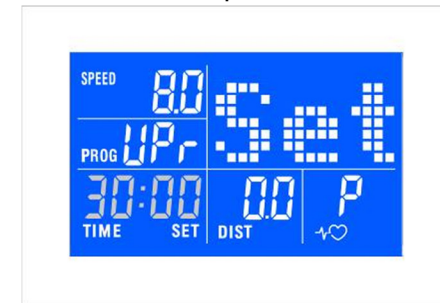 SPEED 8.0
Set
PROG UPr
30:00 0.0 P
TIME SET DIST